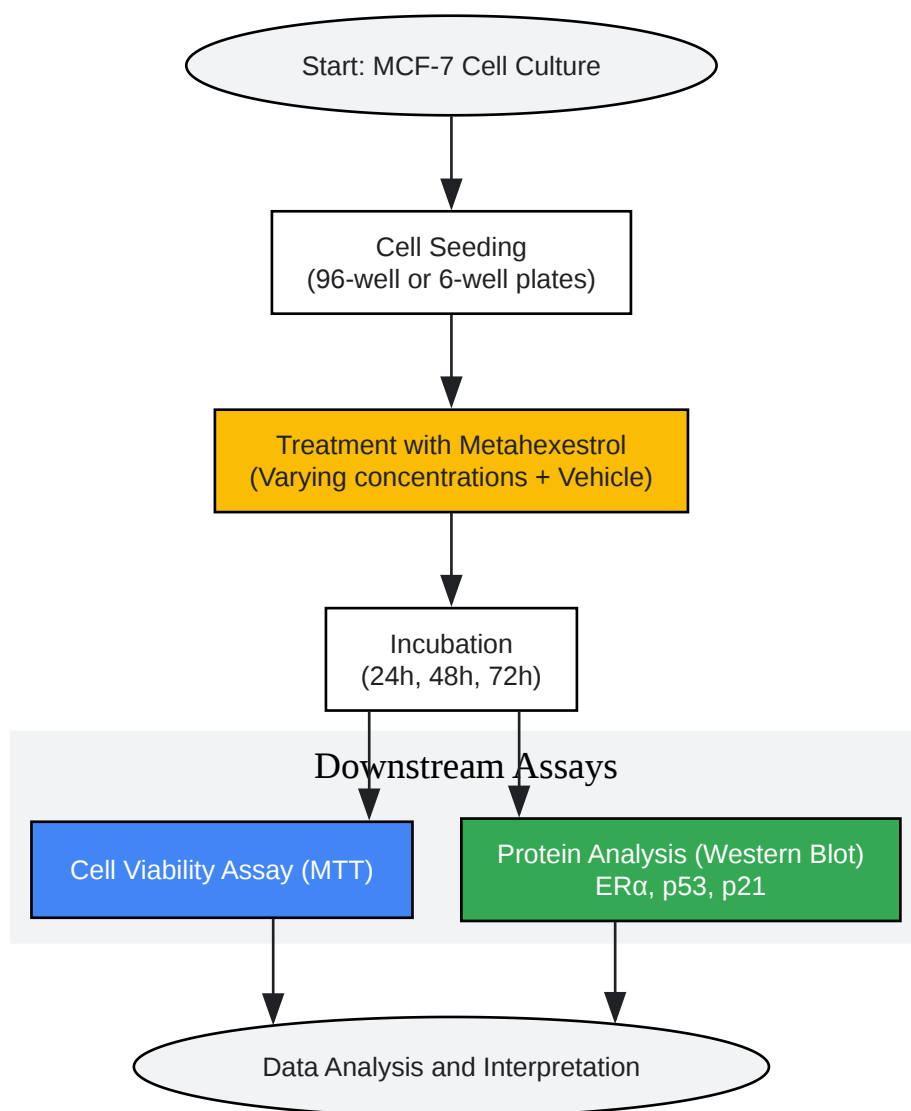 Start: MCF-7 Cell Culture
Cell Seeding
(96-well or 6-well plates)
Treatment with Metahexestrol
(Varying concentrations + Vehicle)
Incubation
(24h, 48h, 72h)
Downstream Assays
Cell Viability Assay (MTT)
Protein Analysis (Western Blot)
ERα, p53, p21
Data Analysis and Interpretation